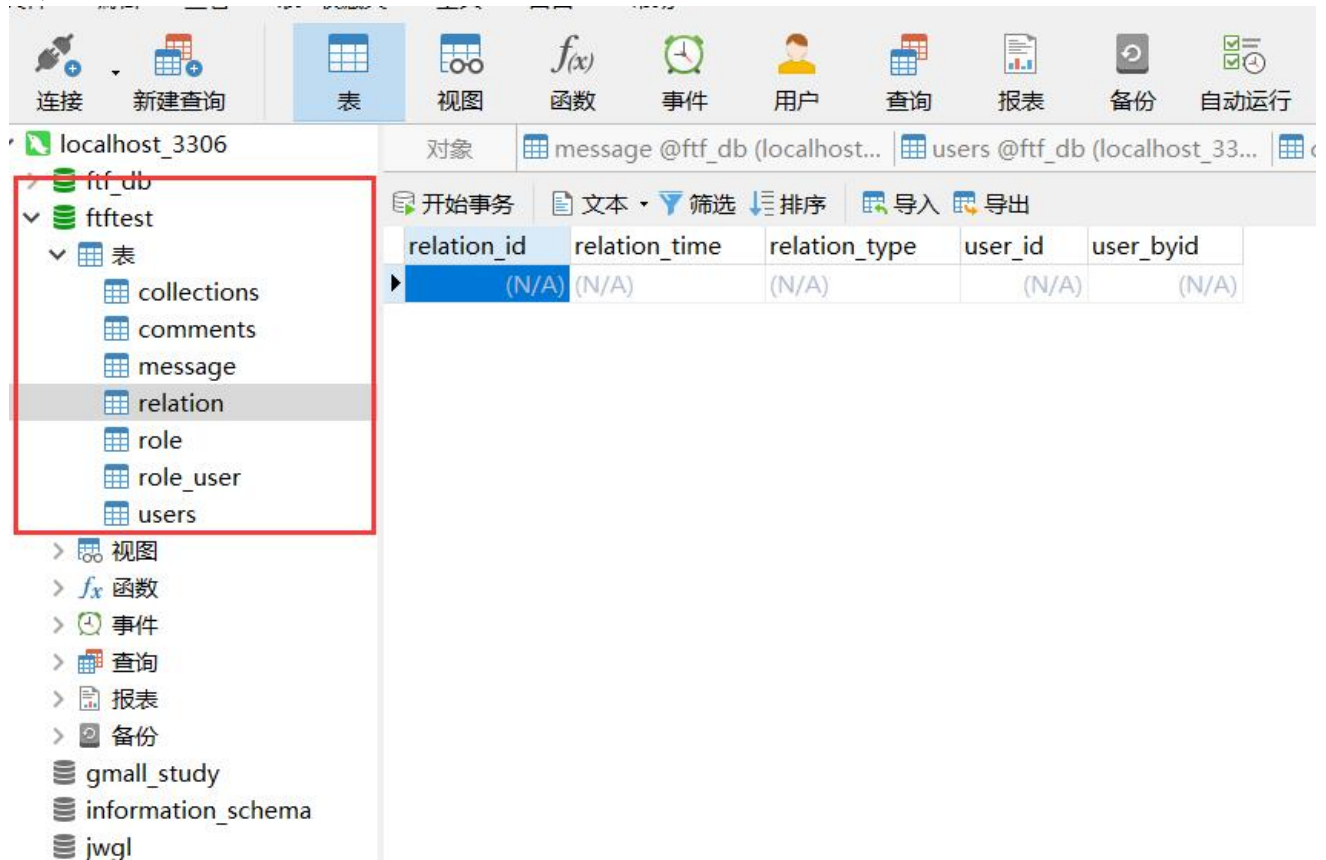 连接 新建查询 表 视图 函数 事件 用户 查询 报表 备份 自动运行
localhost_3306
ftf_db
ftftest
表
collections
comments
message
relation
role
role_user
users
视图
函数
事件
查询
报表
备份
gmall_study
information_schema
jwgl
对象 message @ftf_db (localhost... users @ftf_db (localhost_33...
开始事务 文本 筛选 排序 导入 导出
relation_id relation_time relation_type user_id user_byid
(N/A) (N/A) (N/A) (N/A) (N/A)